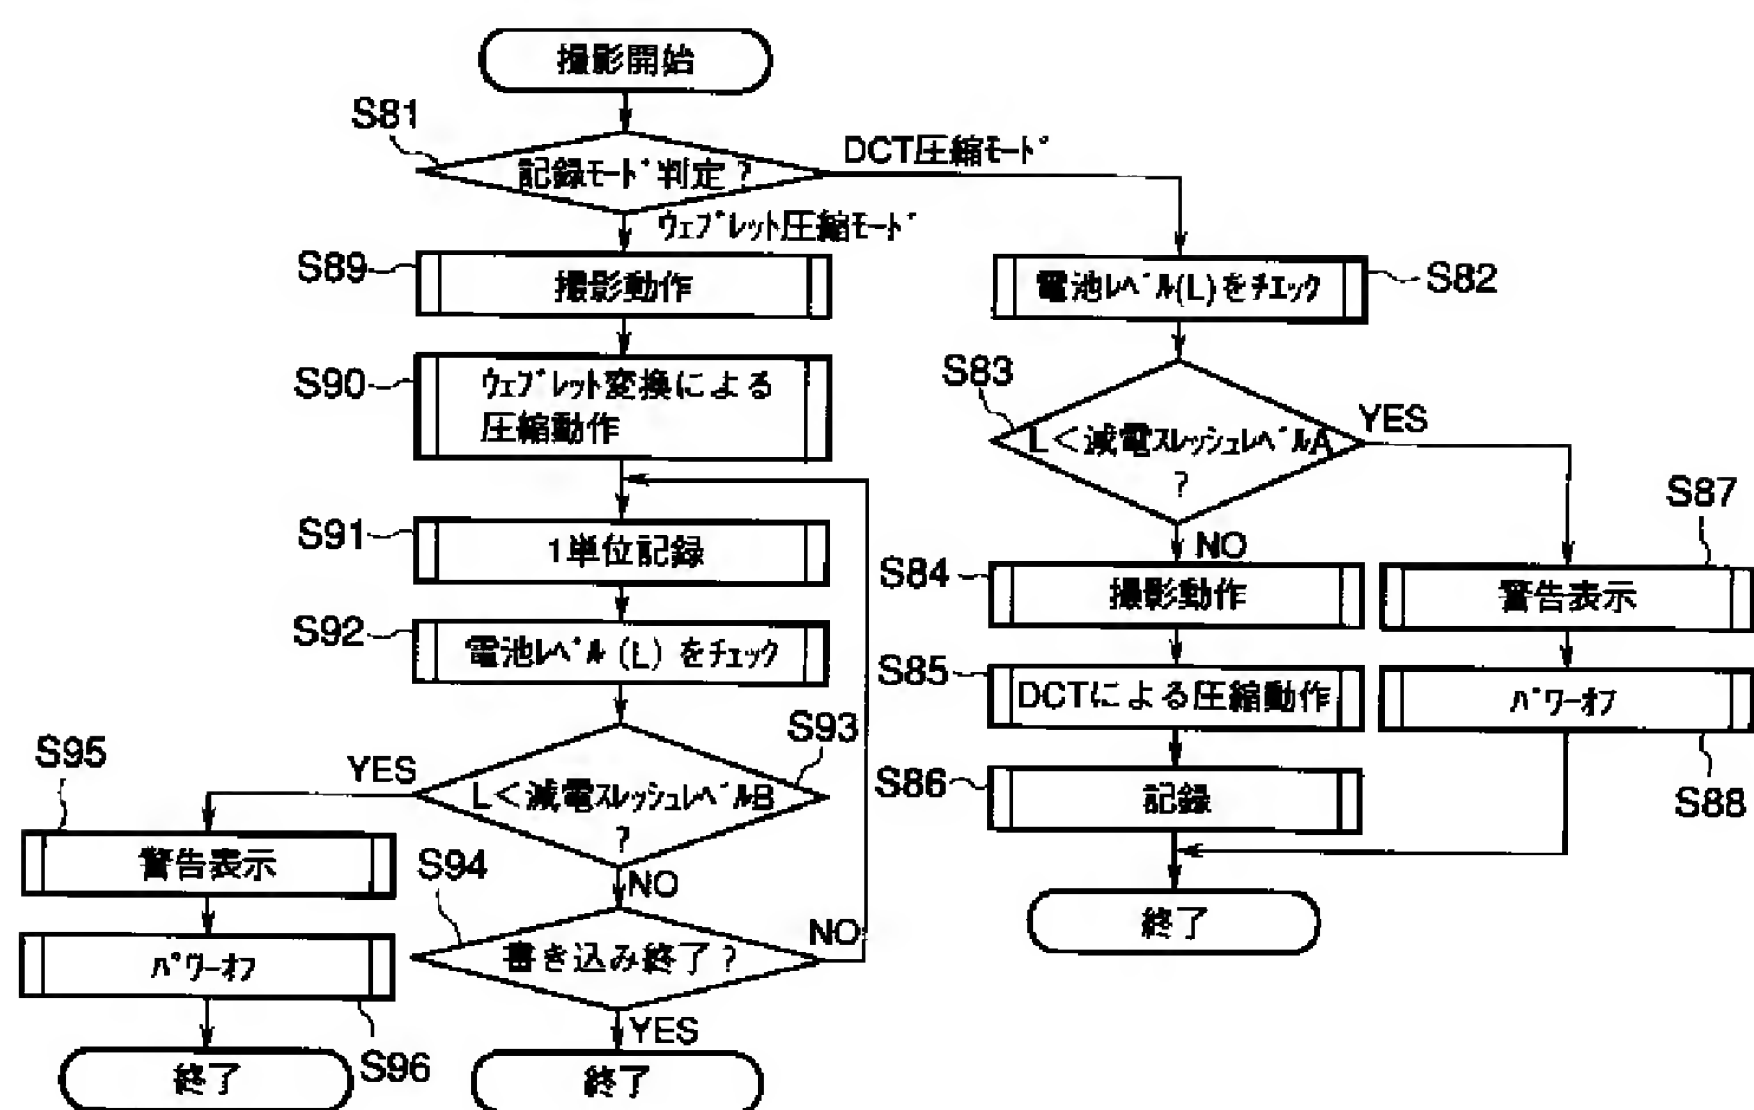 撮影開始
S81
記録モード判定?
DCT圧縮モード
ウェブレット圧縮モード
S89
撮影動作
S90
ウェブレット変換による
圧縮動作
S91
1単位記録
S92
電池レベル(L)をチェック
S93
L<減電スレッシュレベルB
?
YES
NO
S95
警告表示
パワーオフ
S96
終了
S94
書き込み終了?
NO
YES
終了
S82
電池レベル(L)をチェック
S83
L<減電スレッシュレベルA
?
YES
NO
S84
撮影動作
S85
DCTによる圧縮動作
S86
記録
S87
警告表示
パワーオフ
S88
終了